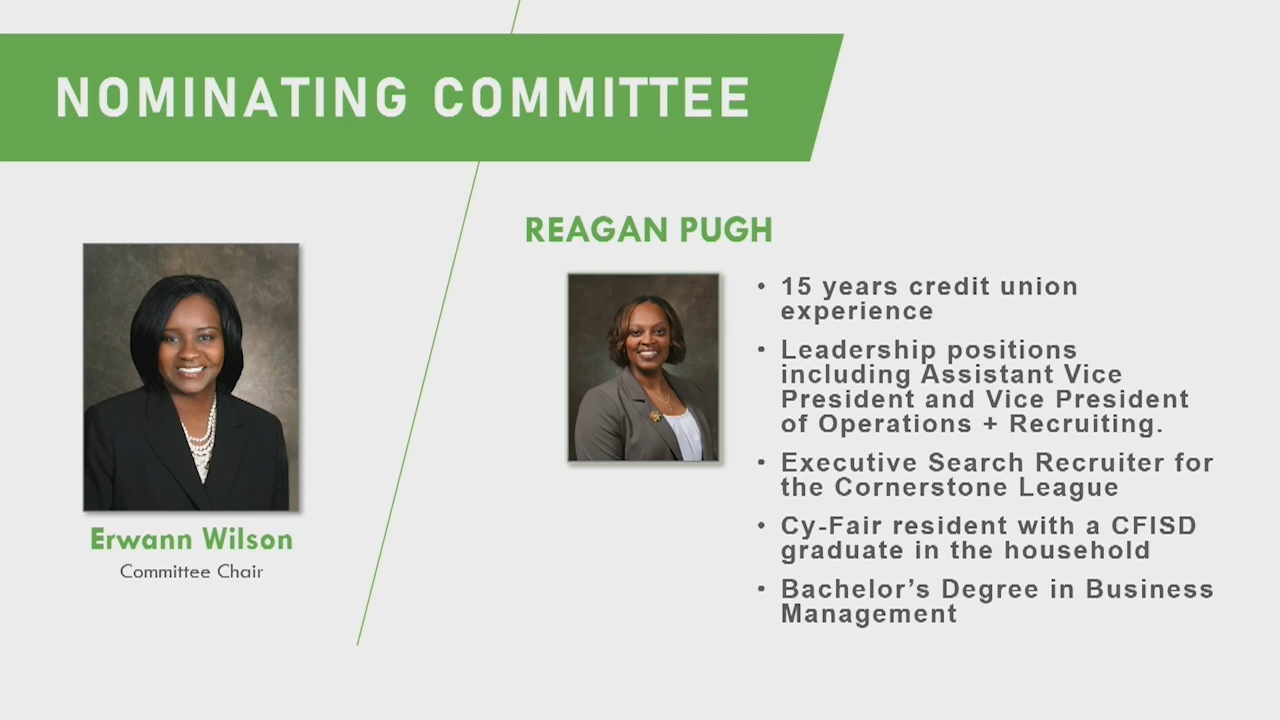 NOMINATING COMMITTEE
Erwann Wilson
Committee Chair
REAGAN PUGH
• 15 years credit union
experience
• Leadership positions
including Assistant Vice
President and Vice President
of Operations + Recruiting.
• Executive Search Recruiter for
the Cornerstone League
• Cy-Fair resident with a CFISD
graduate in the household
• Bachelor’s Degree in Business
Management